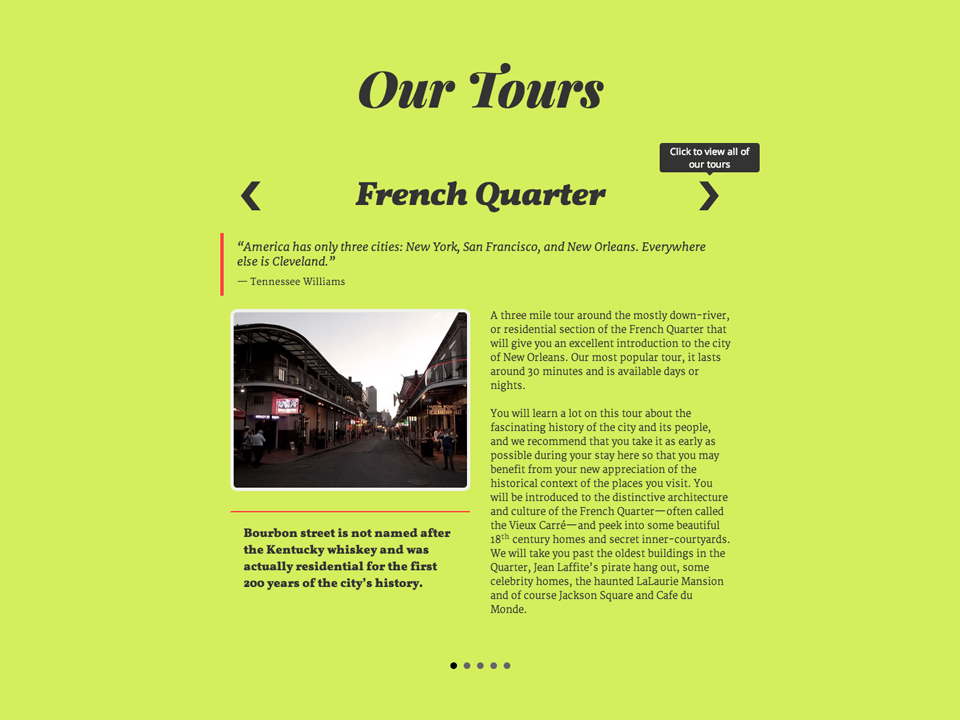 Our Tours
Click to view all of
our tours
French Quarter
“America has only three cities: New York, San Francisco, and New Orleans. Everywhere
else is Cleveland.”
— Tennessee Williams
A three mile tour around the mostly down-river,
or residential section of the French Quarter that
will give you an excellent introduction to the city
of New Orleans. Our most popular tour, it lasts
around 30 minutes and is available days or
nights.
You will learn a lot on this tour about the
fascinating history of the city and its people,
and we recommend that you take it as early as
possible during your stay here so that you may
benefit from your new appreciation of the
historical context of the places you visit. You
will be introduced to the distinctive architecture
and culture of the French Quarter—often called
the Vieux Carré—and peek into some beautiful
18th century homes and secret inner-courtyards.
We will take you past the oldest buildings in the
Quarter, Jean Laffite’s pirate hang out, some
celebrity homes, the haunted LaLaurie Mansion
and of course Jackson Square and Cafe du
Monde.
Bourbon street is not named after
the Kentucky whiskey and was
actually residential for the first
200 years of the city’s history.